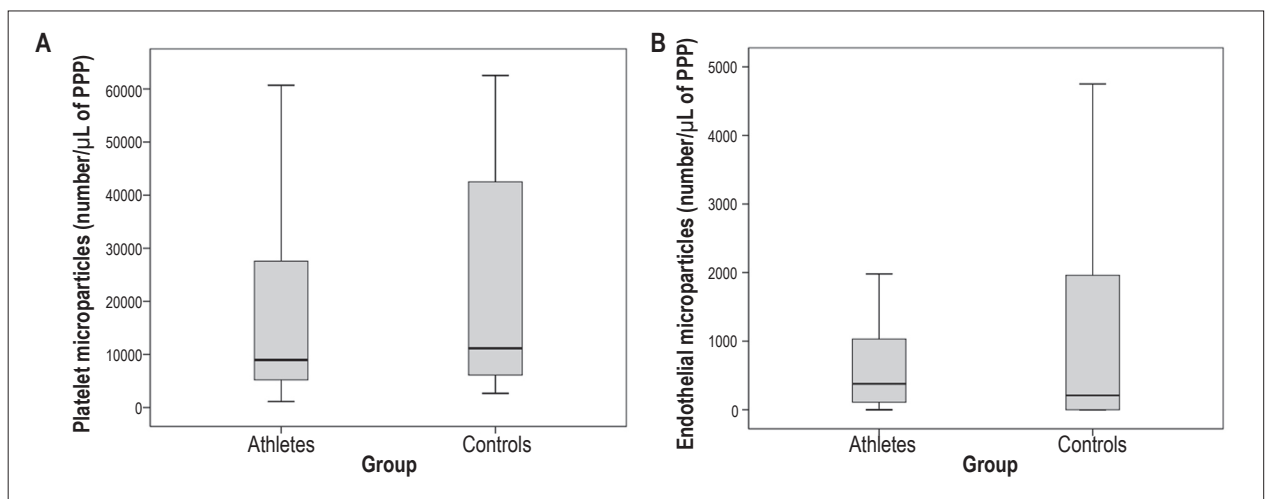 A
Platelet microparticles (number/µL of PPP)
60000
50000
40000
30000
20000
10000
0
Athletes
Controls
Group
B
Endothelial microparticles (number/µL of PPP)
5000
4000
3000
2000
1000
0
Athletes
Controls
Group